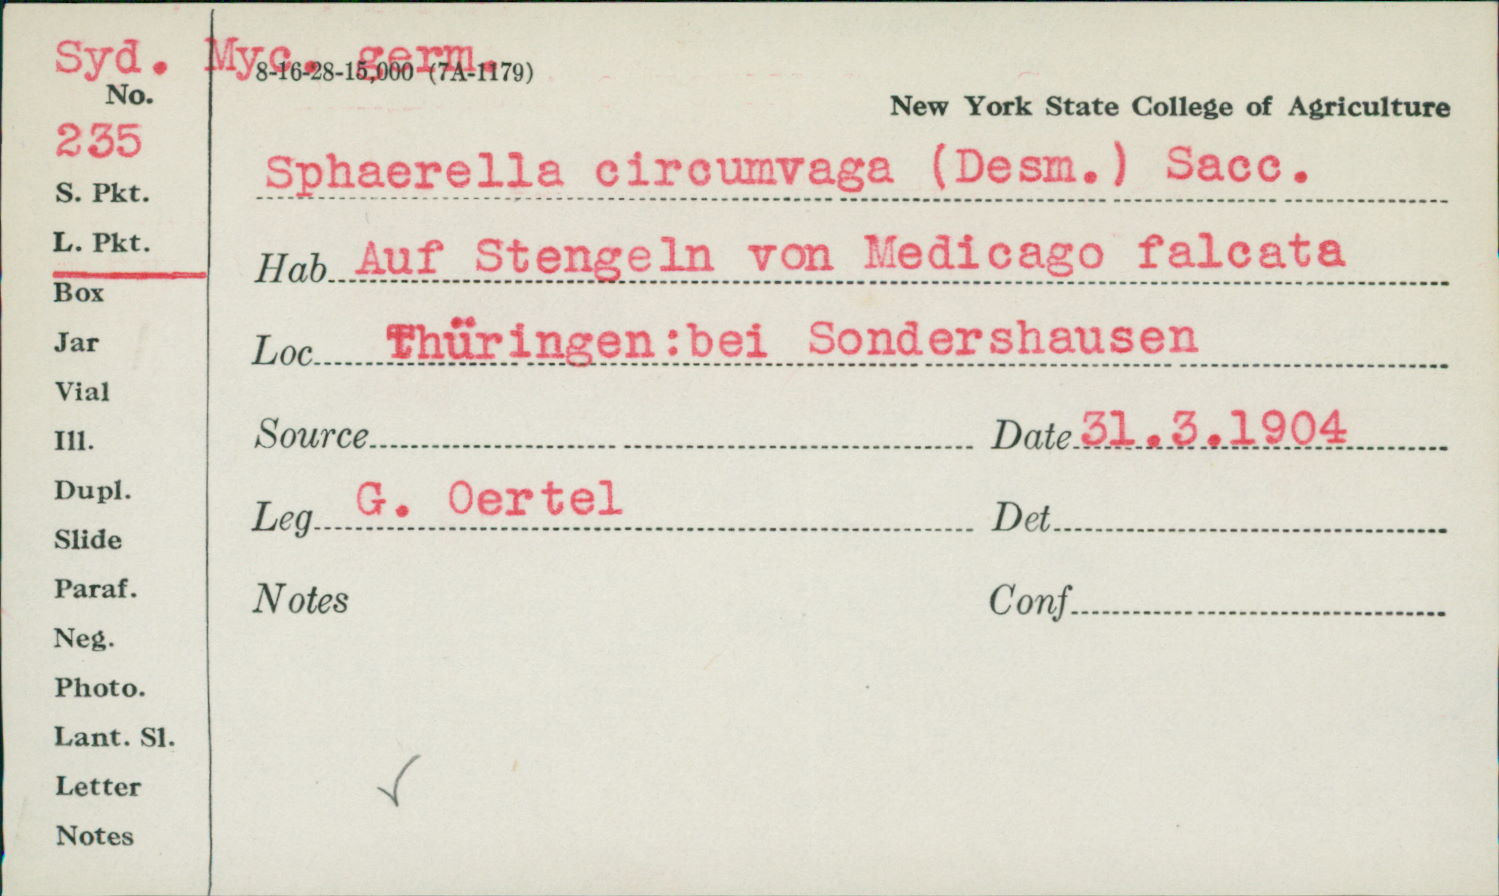 Syd. Myc. germ.
8-16-28-15,000 (7A-1179)
No.
New York State College of Agriculture
235
Sphaerella circumvaga (Desm.) Sacc.
S. Pkt.
L. Pkt.
Hab. Auf Stengeln von Medicago falcata
Box
Jar
Loc. Thüringen:bei Sondershausen
Vial
Ill.
Source Date 31.3.1904
Dupl.
Leg. G. Oertel Det.
Slide
Paraf.
Notes Conf.
Neg.
Photo.
Lant. Sl.
Letter
Notes